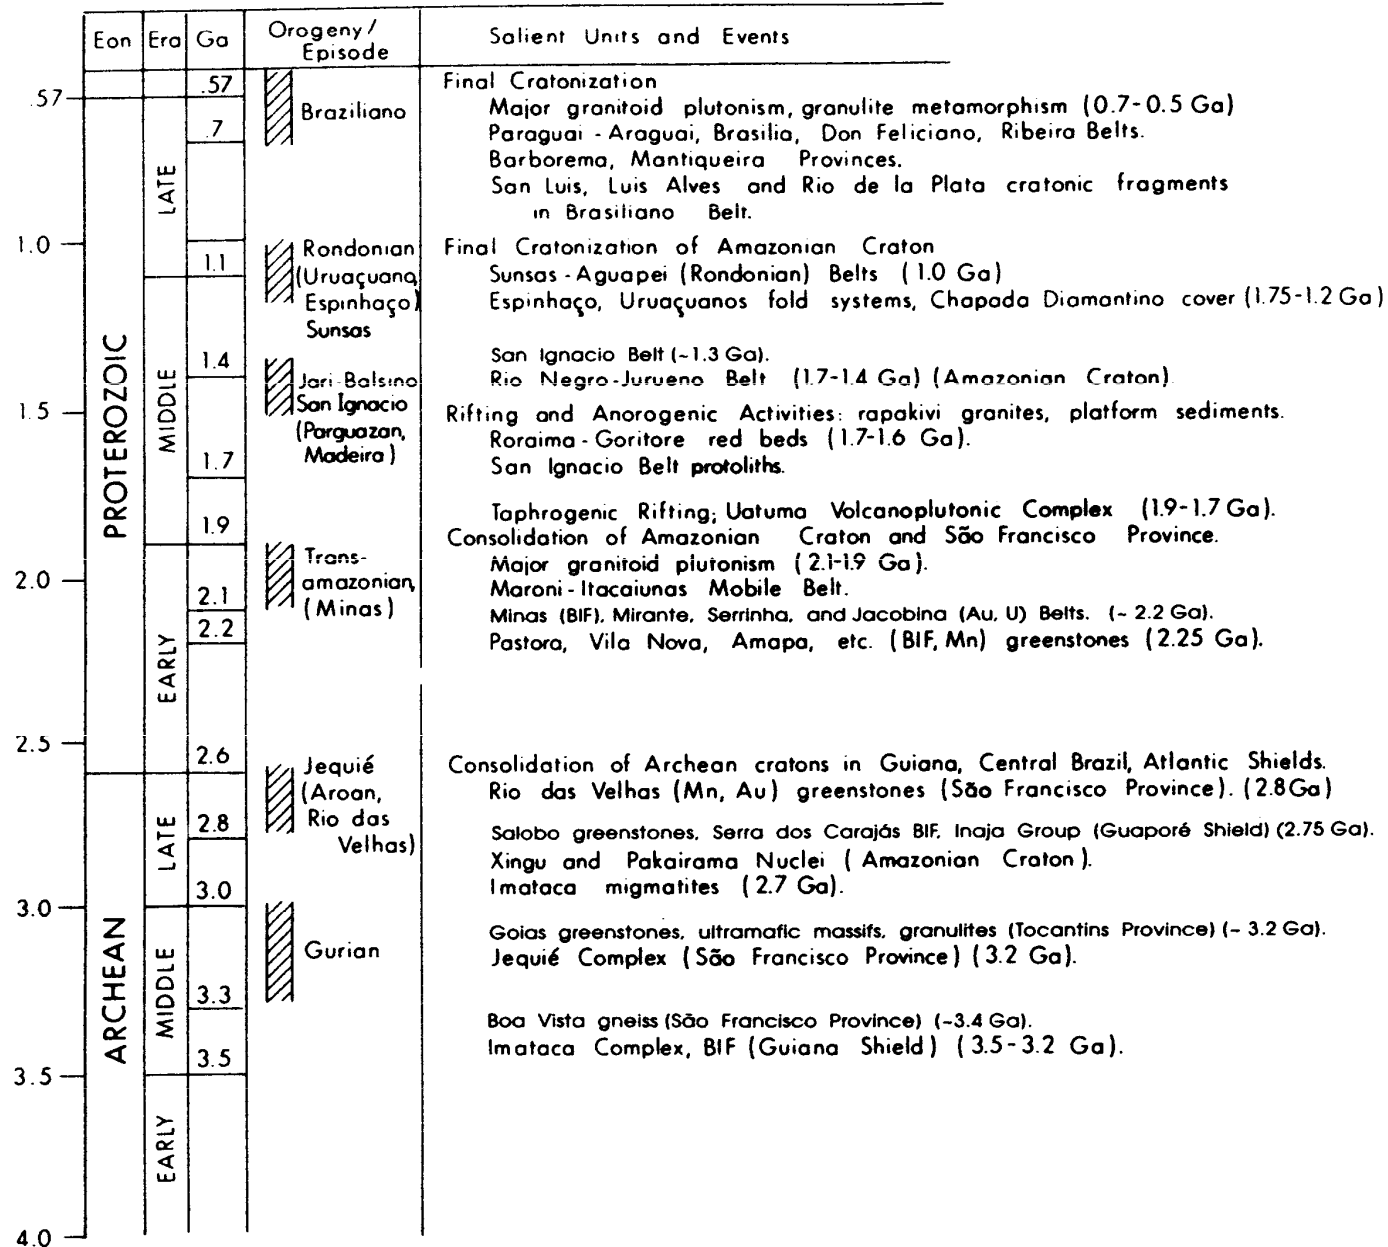 Eon Era Ga Orogeny/ Episode Salient Units and Events
.57
.57
Braziliano
Final Cratonization
Major granitoid plutonism, granulite metamorphism (0.7-0.5 Ga)
.7
Paraguai - Araguai, Brasilia, Don Feliciano, Ribeira Belts.
Barborema, Mantiqueira Provinces.
LATE
San Luis, Luis Alves and Rio de la Plata cratonic fragments
in Brasiliano Belt.
1.0
1.1
Rondonian
(Uruaçuano,
Espinhaço)
Sunsas
Final Cratonization of Amazonian Craton
Sunsas - Aguapei (Rondonian) Belts (1.0 Ga)
Espinhaço, Uruaçuanos fold systems, Chapada Diamantino cover (1.75-1.2 Ga)
PROTEROZOIC
MIDDLE
1.4
San Ignacio Belt (~1.3 Ga).
Rio Negro-Jurueno Belt (1.7-1.4 Ga) (Amazonian Craton)
1.5
Jari-Balsino
San Ignacio
(Parguazan,
Madeira)
Rifting and Anorogenic Activities: rapakivi granites, platform sediments.
Roraima - Goritore red beds (1.7-1.6 Ga).
San Ignacio Belt protoliths.
1.7
1.9
Taphrogenic Rifting; Uatuma Volcanoplutonic Complex (1.9-1.7 Ga).
Consolidation of Amazonian Craton and São Francisco Province.
2.0
Trans-
amazonian,
(Minas)
Major granitoid plutonism (2.1-1.9 Ga).
Maroni-Itacaiunas Mobile Belt.
2.1
Minas (BIF), Mirante, Serrinha, and Jacobina (Au, U) Belts. (~ 2.2 Ga).
2.2
Pastora, Vila Nova, Amapa, etc. (BIF, Mn) greenstones (2.25 Ga).
EARLY
2.5
2.6
Jequié
(Aroan,
Rio das
Velhas)
Consolidation of Archean cratons in Guiana, Central Brazil, Atlantic Shields.
Rio das Velhas (Mn, Au) greenstones (São Francisco Province). (2.8Ga)
LATE
2.8
Salobo greenstones, Serra dos Carajás BIF, Inaja Group (Guaporé Shield) (2.75 Ga).
Xingu and Pakairama Nuclei (Amazonian Craton).
3.0
Imataca migmatites (2.7 Ga).
3.0
ARCHEAN
MIDDLE
Gurian
Goias greenstones, ultramafic massifs, granulites (Tocantins Province) (~ 3.2 Ga).
Jequié Complex (São Francisco Province) (3.2 Ga).
3.3
Boa Vista gneiss (São Francisco Province) (~3.4 Ga).
Imataca Complex, BIF (Guiana Shield) (3.5-3.2 Ga).
3.5
3.5
EARLY
4.0